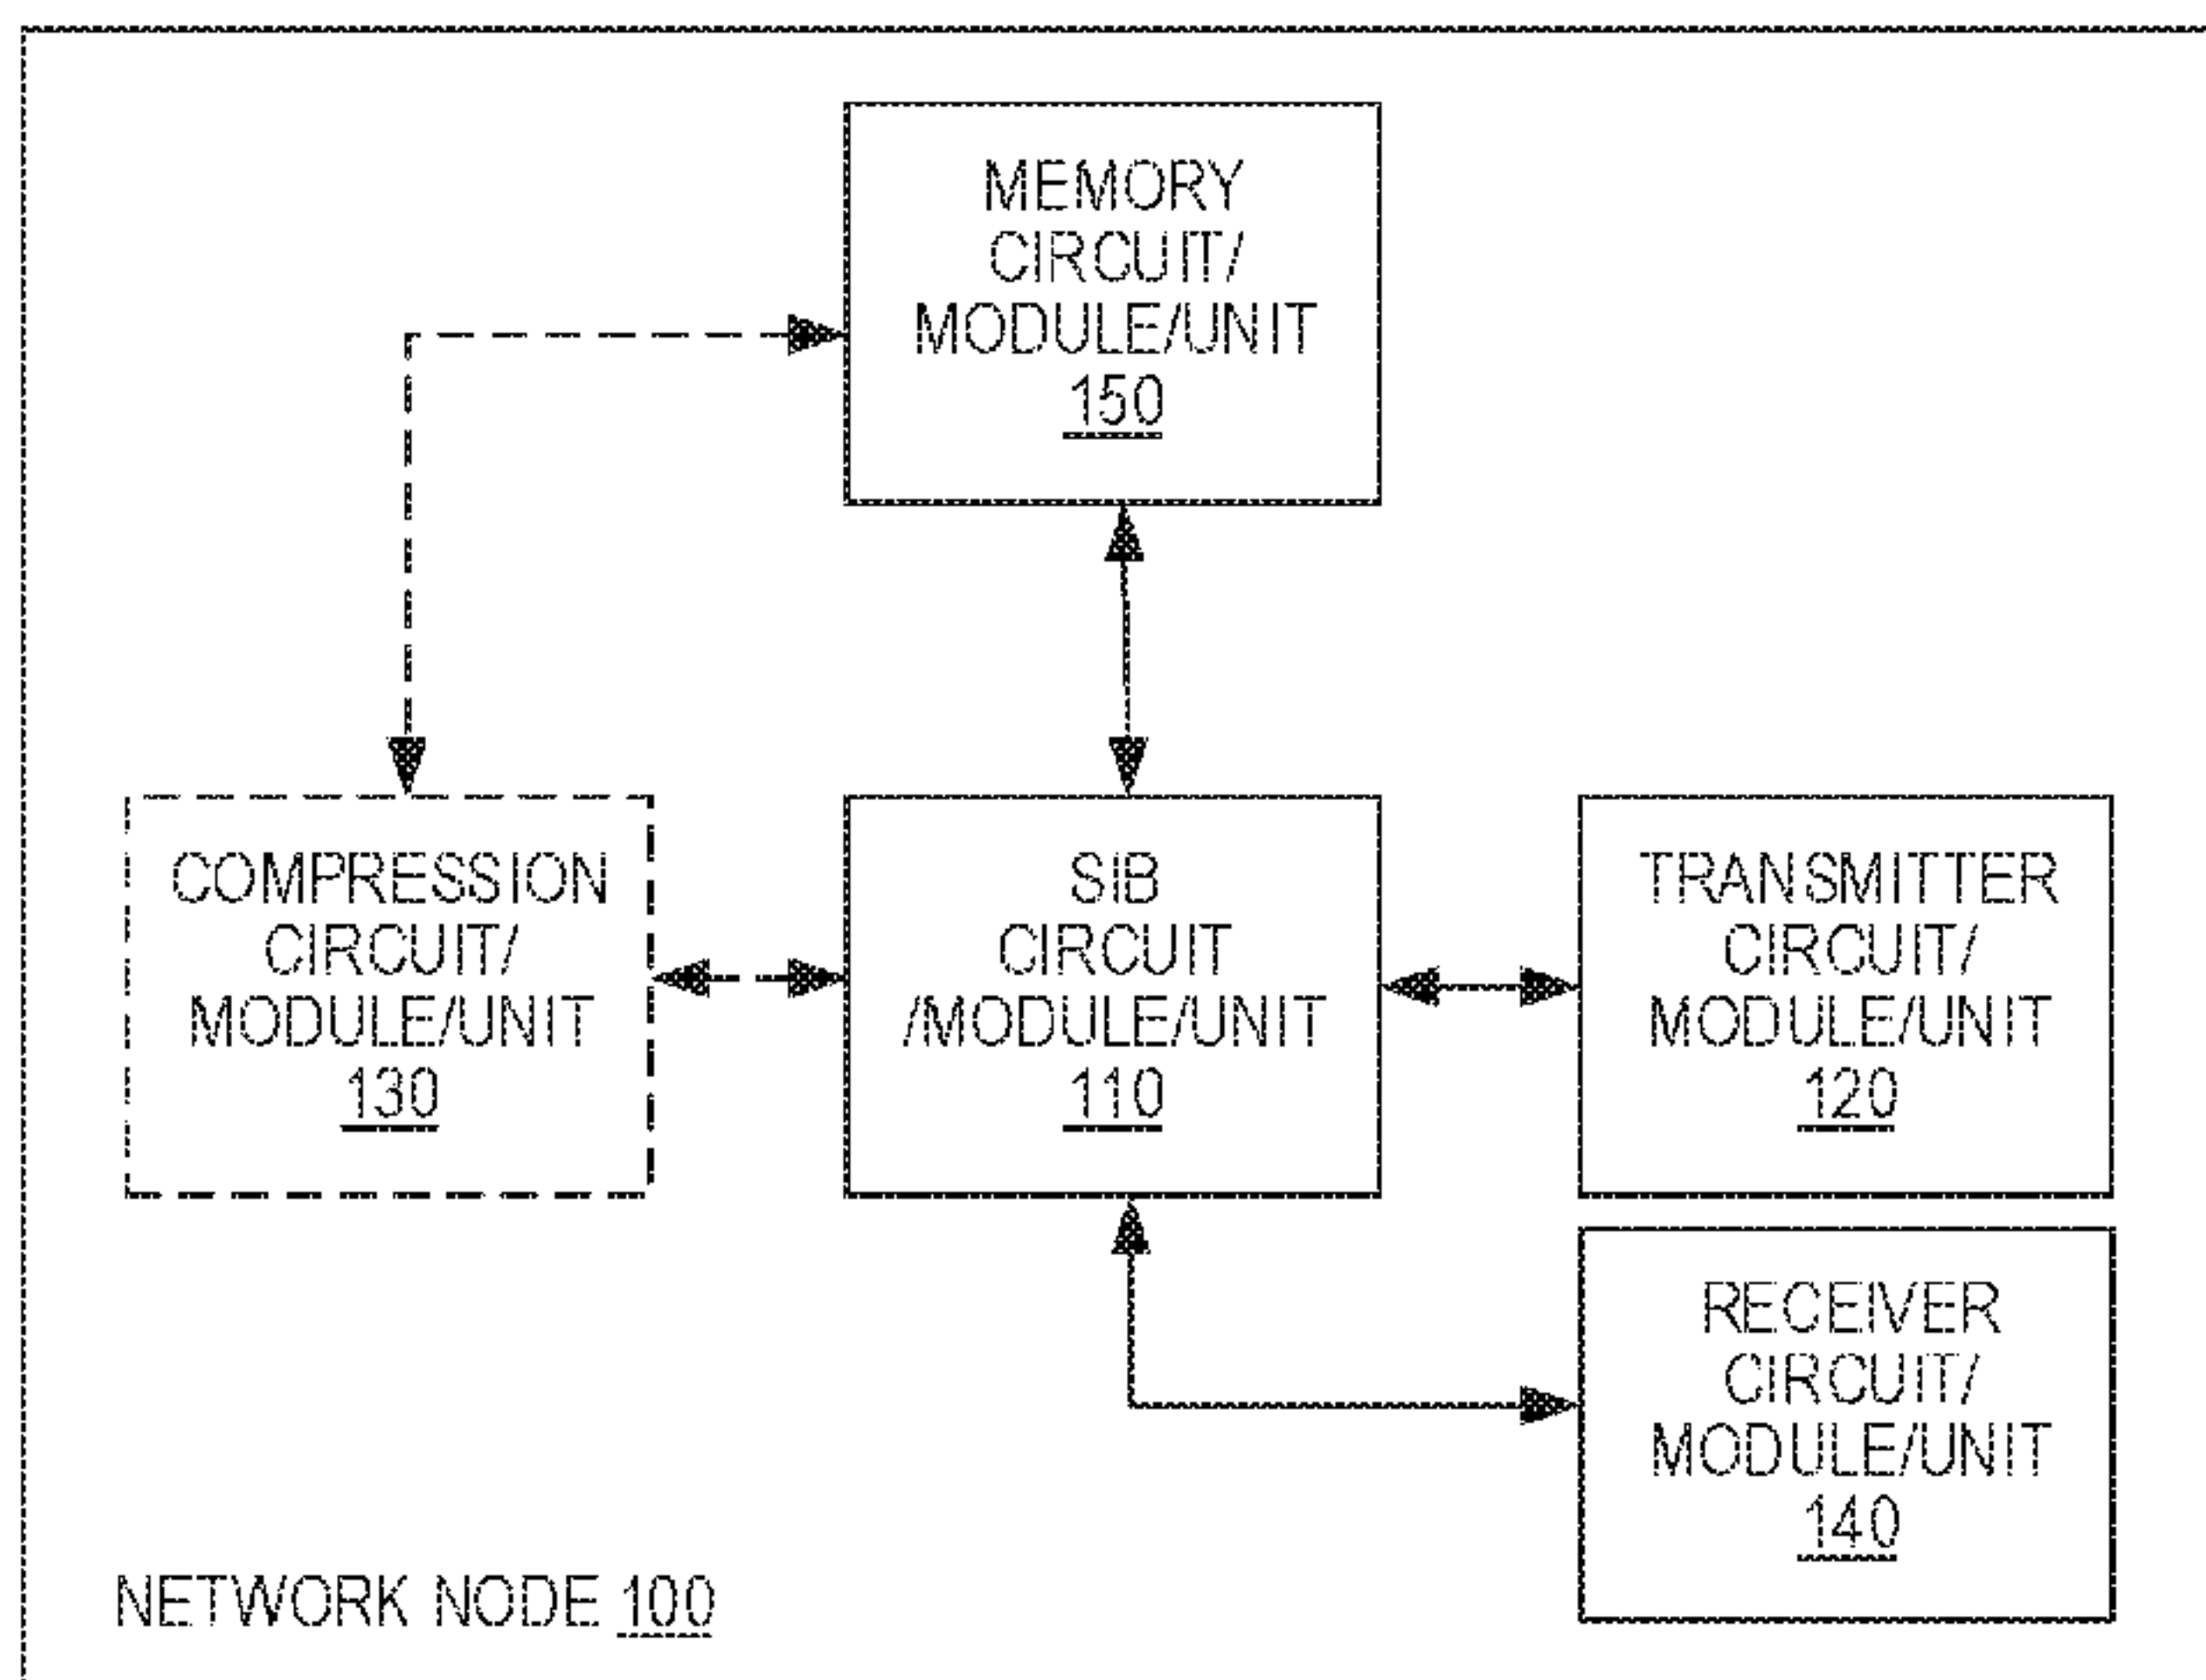 MEMORY
CIRCUIT/
MODULE/UNIT
150
COMPRESSION
CIRCUIT/
MODULE/UNIT
130
SIB
CIRCUIT
/MODULE/UNIT
110
TRANSMITTER
CIRCUIT/
MODULE/UNIT
120
RECEIVER
CIRCUIT/
MODULE/UNIT
140
NETWORK NODE 100